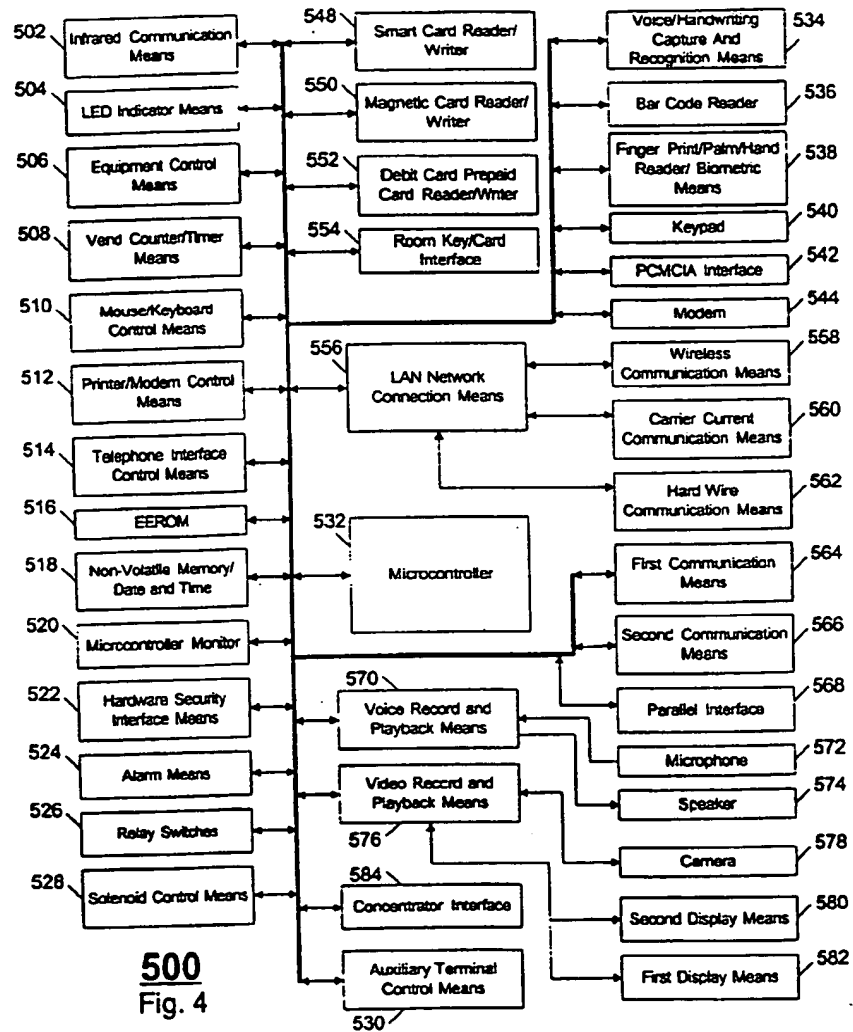 502
Infrared Communication
Means
504
LED Indicator Means
506
Equipment Control
Means
508
Vend Counter/Timer
Means
510
Mouse/Keyboard
Control Means
512
Printer/Modem Control
Means
514
Telephone Interface
Control Means
516
EEROM
518
Non-Volatile Memory/
Date and Time
520
Microcontroller Monitor
522
Hardware Security
Interface Means
524
Alarm Means
526
Relay Switches
528
Solenoid Control Means
548
Smart Card Reader/
Writer
550
Magnetic Card Reader/
Writer
552
Debit Card Prepaid
Card Reader/Writer
554
Room Key/Card
Interface
556
LAN Network
Connection Means
532
Microcontroller
570
Voice Record and
Playback Means
Video Record and
Playback Means
576
584
Concentrator Interface
Auxiliary Terminal
Control Means
530
Voice/Handwriting
Capture And
Recognition Means
534
Bar Code Reader
536
Finger Print/Palm/Hand
Reader/ Biometric
Means
538
Keypad
540
PCMCIA Interface
542
Modem
544
Wireless
Communication Means
558
Carrier Current
Communication Means
560
Hard Wire
Communication Means
562
First Communication
Means
564
Second Communication
Means
566
Parallel Interface
568
Microphone
572
Speaker
574
Camera
578
Second Display Means
580
First Display Means
582
500
Fig. 4